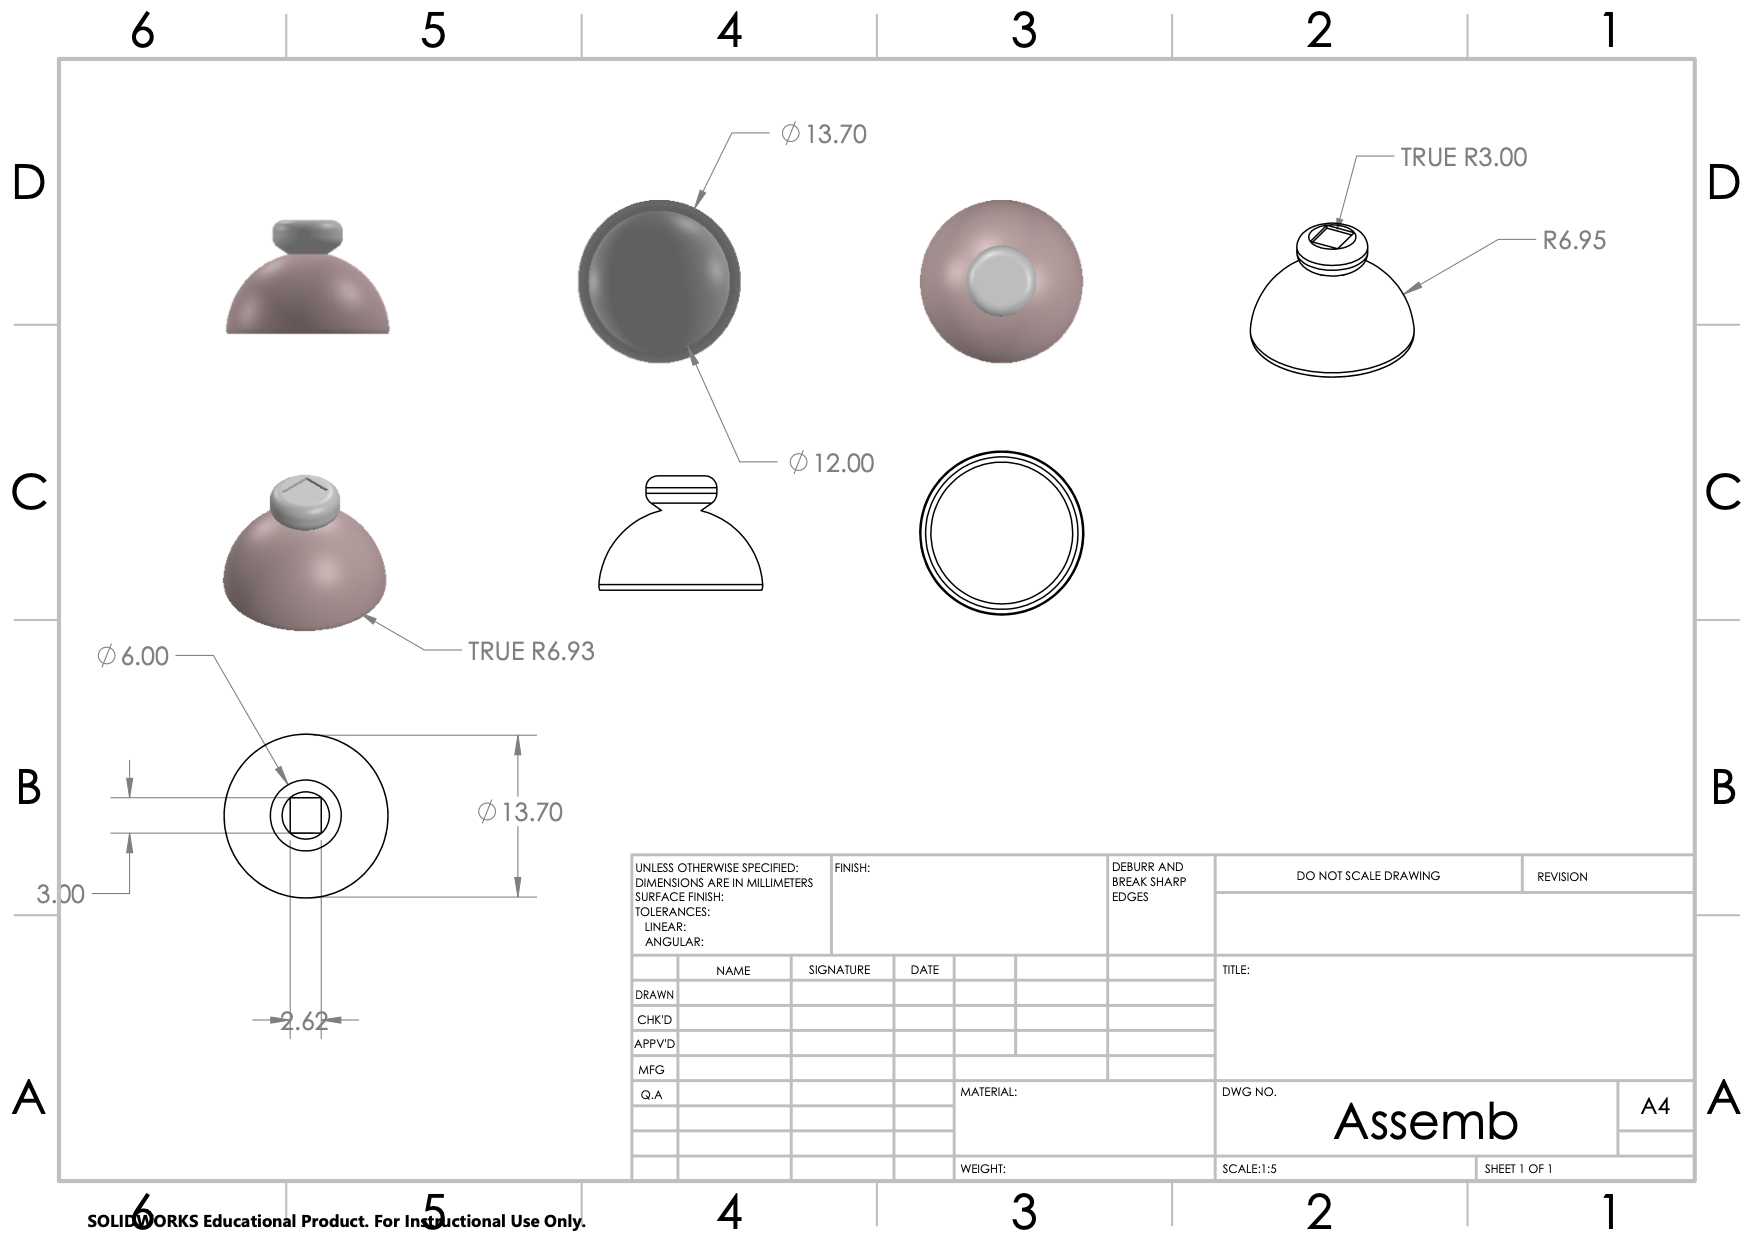 6 5 4 3 2 1
D D
C C
B B
A A
∅ 13.70
TRUE R3.00
R6.95
∅ 12.00
TRUE R6.93
∅ 6.00
∅ 13.70
3.00
2.62
UNLESS OTHERWISE SPECIFIED:
DIMENSIONS ARE IN MILLIMETERS
SURFACE FINISH:
TOLERANCES:
LINEAR:
ANGULAR:
FINISH:
DEBURR AND
BREAK SHARP
EDGES
DO NOT SCALE DRAWING
REVISION
NAME SIGNATURE DATE
TITLE:
DRAWN
CHK'D
APPV'D
MFG
Q.A
MATERIAL:
DWG NO.
Assemb
A4
WEIGHT:
SCALE:1:5
SHEET 1 OF 1
6 5 4 3 2 1
SOLIDWORKS Educational Product. For Instructional Use Only.